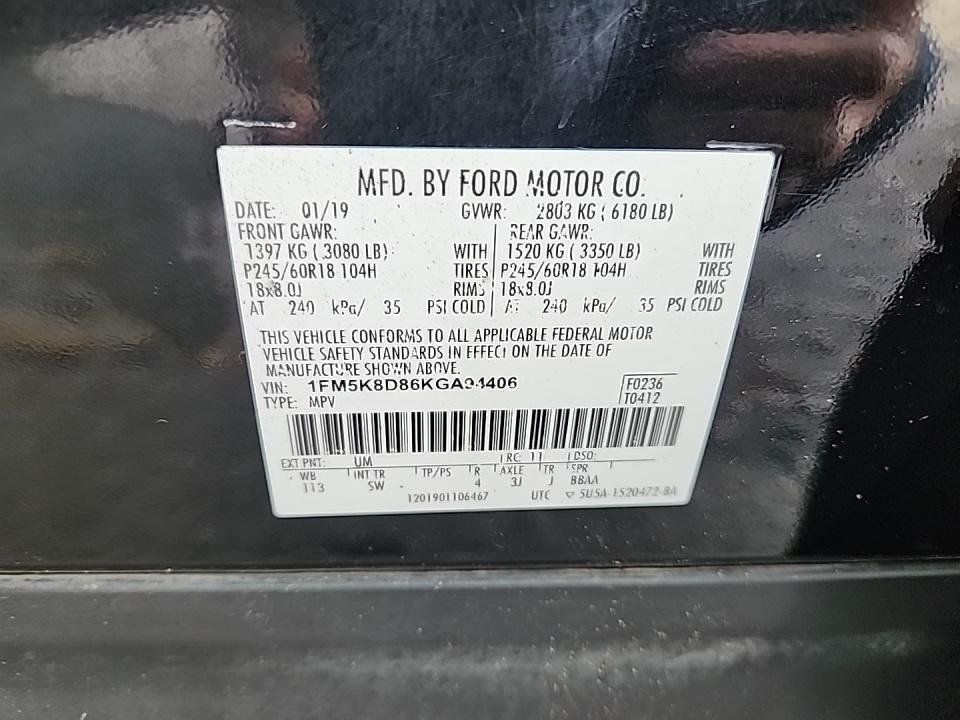 MFD. BY FORD MOTOR CO.
DATE: 01/19 GVWR: 2803 KG ( 6180 LB)
FRONT GAWR: REAR GAWR:
1397 KG ( 3080 LB) WITH 1520 KG ( 3350 LB) WITH
P245/60R18 104H TIRES P245/60R18 104H TIRES
18x8.0J RIMS 18x8.0J RIMS
AT 240 kPa/ 35 PSI COLD AT 240 kPa/ 35 PSI COLD
THIS VEHICLE CONFORMS TO ALL APPLICABLE FEDERAL MOTOR
VEHICLE SAFETY STANDARDS IN EFFECT ON THE DATE OF
MANUFACTURE SHOWN ABOVE.
VIN: F0236
TYPE: MPV T0412
EXT PNT: UM RC: 11 DSO:
WB INT TR TP/PS R AXLE TR SPR
113 SW 4 3J J BBAA
1201901106467 UTC ▽ 5U5A-1520472-BA